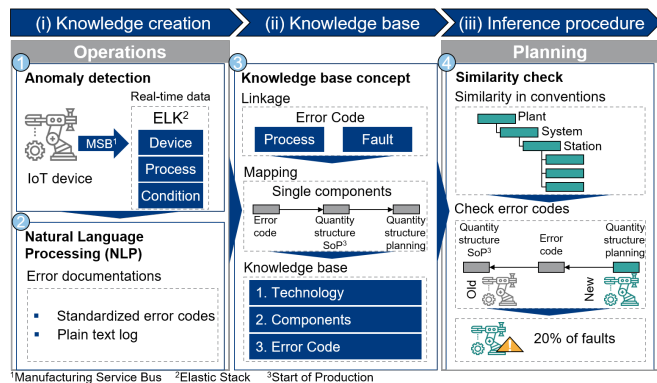 (i) Knowledge creation
(ii) Knowledge base
(iii) Inference procedure
Operations
Planning
1
Anomaly detection
Real-time data
ELK²
MSB¹
Device
Process
Condition
IoT device
2
Natural Language
Processing (NLP)
Error documentations
▪ Standardized error codes
▪ Plain text log
3
Knowledge base concept
Linkage
Error Code
Process
Fault
Mapping
Single components
Error
code
Quantity
structure
SoP³
Quantity
structure
planning
Knowledge base
1. Technology
2. Components
3. Error Code
4
Similarity check
Similarity in conventions
Plant
System
Station
Check error codes
Quantity
structure
SoP³
Error
code
Quantity
structure
planning
Old
New
!
20% of faults
¹Manufacturing Service Bus ²Elastic Stack ³Start of Production